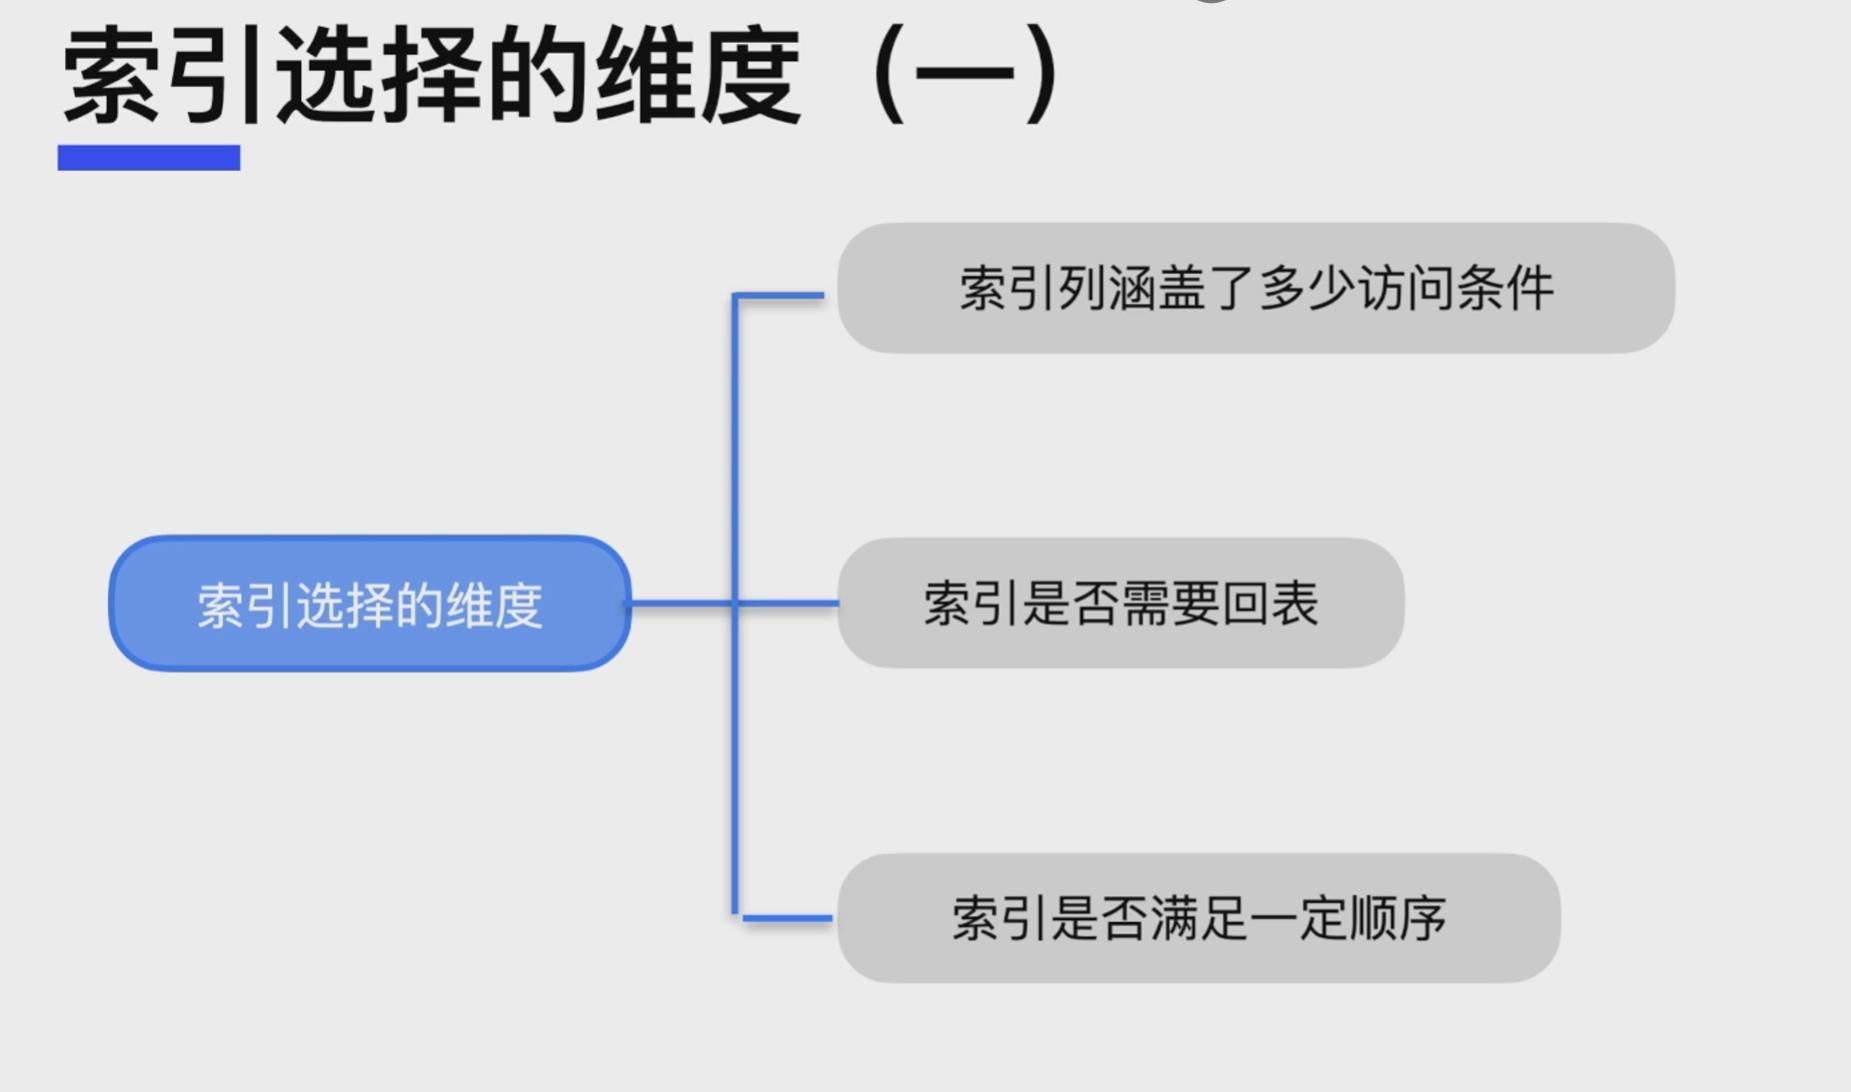 索引选择的维度（一）
索引列涵盖了多少访问条件
索引选择的维度
索引是否需要回表
索引是否满足一定顺序